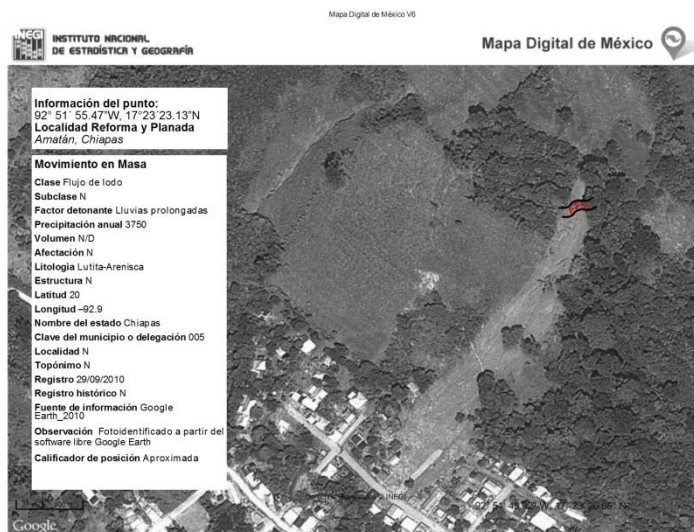 Mapa Digital de México V6
INEGI
INSTITUTO NACIONAL
DE ESTADÍSTICA Y GEOGRAFÍA
Mapa Digital de México
Información del punto:
92° 51´ 55.47"W, 17°23´23.13"N
Localidad Reforma y Planada
Amatán, Chiapas
Movimiento en Masa
Clase Flujo de lodo
Subclase N
Factor detonante Lluvias prolongadas
Precipitación anual 3750
Volumen N/D
Afectación N
Litología Lutita-Arenisca
Estructura N
Latitud 20
Longitud –92.9
Nombre del estado Chiapas
Clave del municipio o delegación 005
Localidad N
Topónimo N
Registro 29/09/2010
Registro histórico N
Fuente de información Google
Earth_2010
Observación Fotoidentificado a partir del
software libre Google Earth
Calificador de posición Aproximada
INEGI
Google